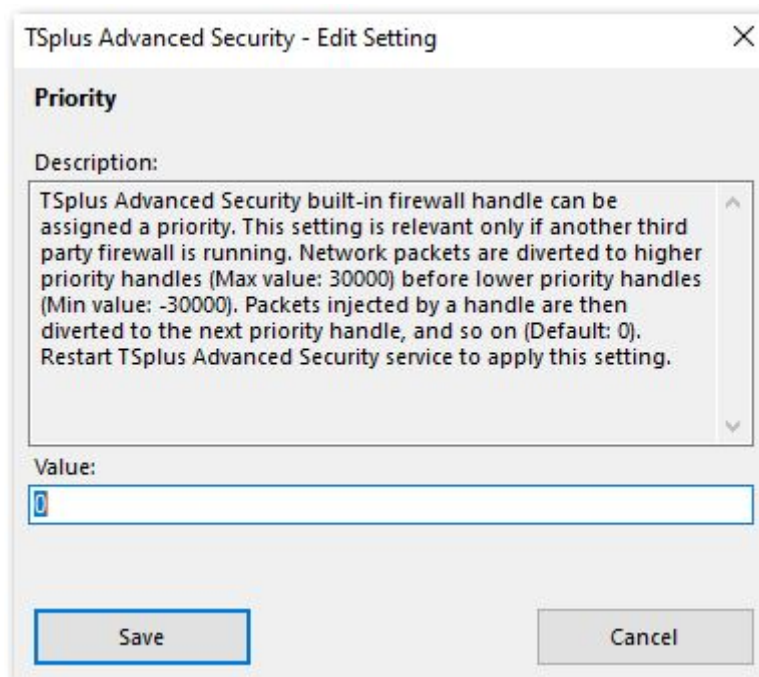 TSplus Advanced Security - Edit Setting
Priority
Description:
TSplus Advanced Security built-in firewall handle can be
assigned a priority. This setting is relevant only if another third
party firewall is running. Network packets are diverted to higher
priority handles (Max value: 30000) before lower priority handles
(Min value: -30000). Packets injected by a handle are then
diverted to the next priority handle, and so on (Default: 0).
Restart TSplus Advanced Security service to apply this setting.
Value:
0
Save
Cancel